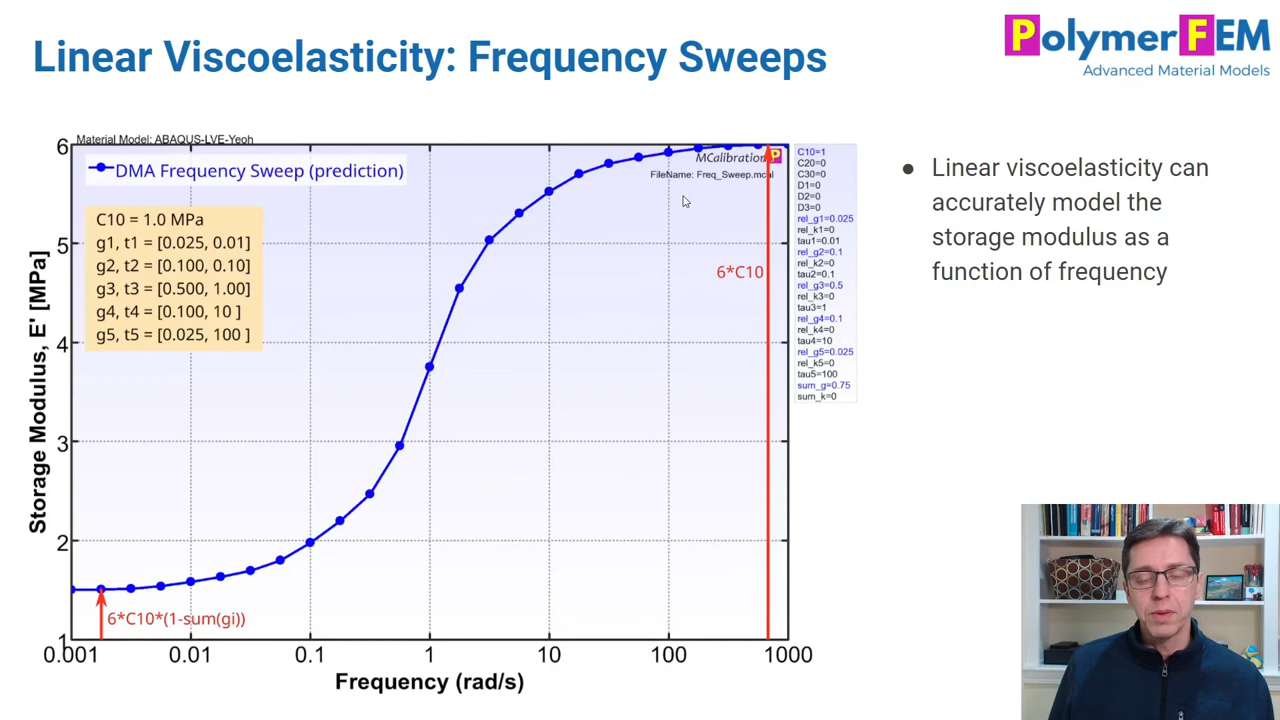 Linear Viscoelasticity: Frequency Sweeps
PolymerFEM
Advanced Material Models
Material Model: ABAQUS-LVE-Yeoh
DMA Frequency Sweep (prediction)
MCalibration
P
FileName: Freq_Sweep.mcal
C10 = 1.0 MPa
g1, t1 = [0.025, 0.01]
g2, t2 = [0.100, 0.10]
g3, t3 = [0.500, 1.00]
g4, t4 = [0.100, 10 ]
g5, t5 = [0.025, 100 ]
6*C10
6*C10*(1-sum(gi))
Storage Modulus, E' [MPa]
6
5
4
3
2
1
0.001
0.01
0.1
1
10
100
1000
Frequency (rad/s)
C10=1
C20=0
C30=0
D1=0
D2=0
D3=0
rel_g1=0.025
rel_k1=0
tau1=0.01
rel_g2=0.1
rel_k2=0
tau2=0.1
rel_g3=0.5
rel_k3=0
tau3=1
rel_g4=0.1
rel_k4=0
tau4=10
rel_g5=0.025
rel_k5=0
tau5=100
sum_g=0.75
sum_k=0
● Linear viscoelasticity can
accurately model the
storage modulus as a
function of frequency